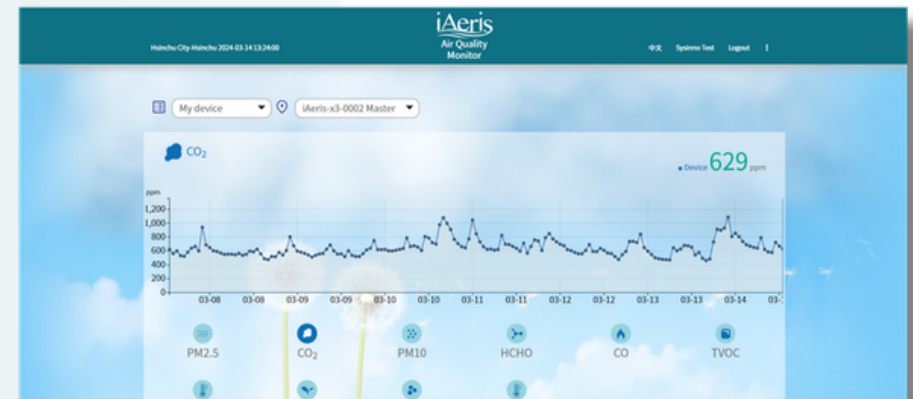 iAeris
Air Quality
Monitor
Hsinchu City-Hsinchu 2024-03-14 13:24:00
中文 Sysinno Test Logout
My device
iAeris-x3-0002 Master
CO₂
Device 629 ppm
ppm
1,200
1,000
800
600
400
200
0
03-08 03-08 03-09 03-09 03-10 03-10 03-11 03-11 03-12 03-12 03-13 03-13 03-14 03-
PM2.5 CO₂ PM10 HCHO CO TVOC